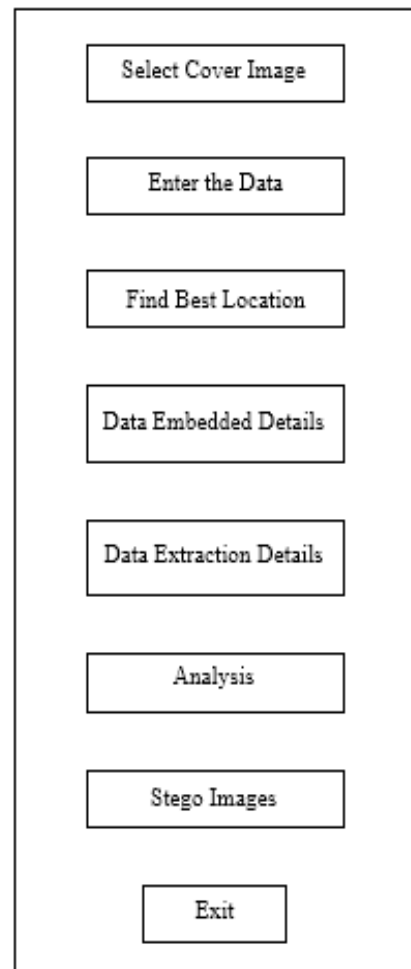 Select Cover Image
Enter the Data
Find Best Location
Data Embedded Details
Data Extraction Details
Analysis
Stego Images
Exit